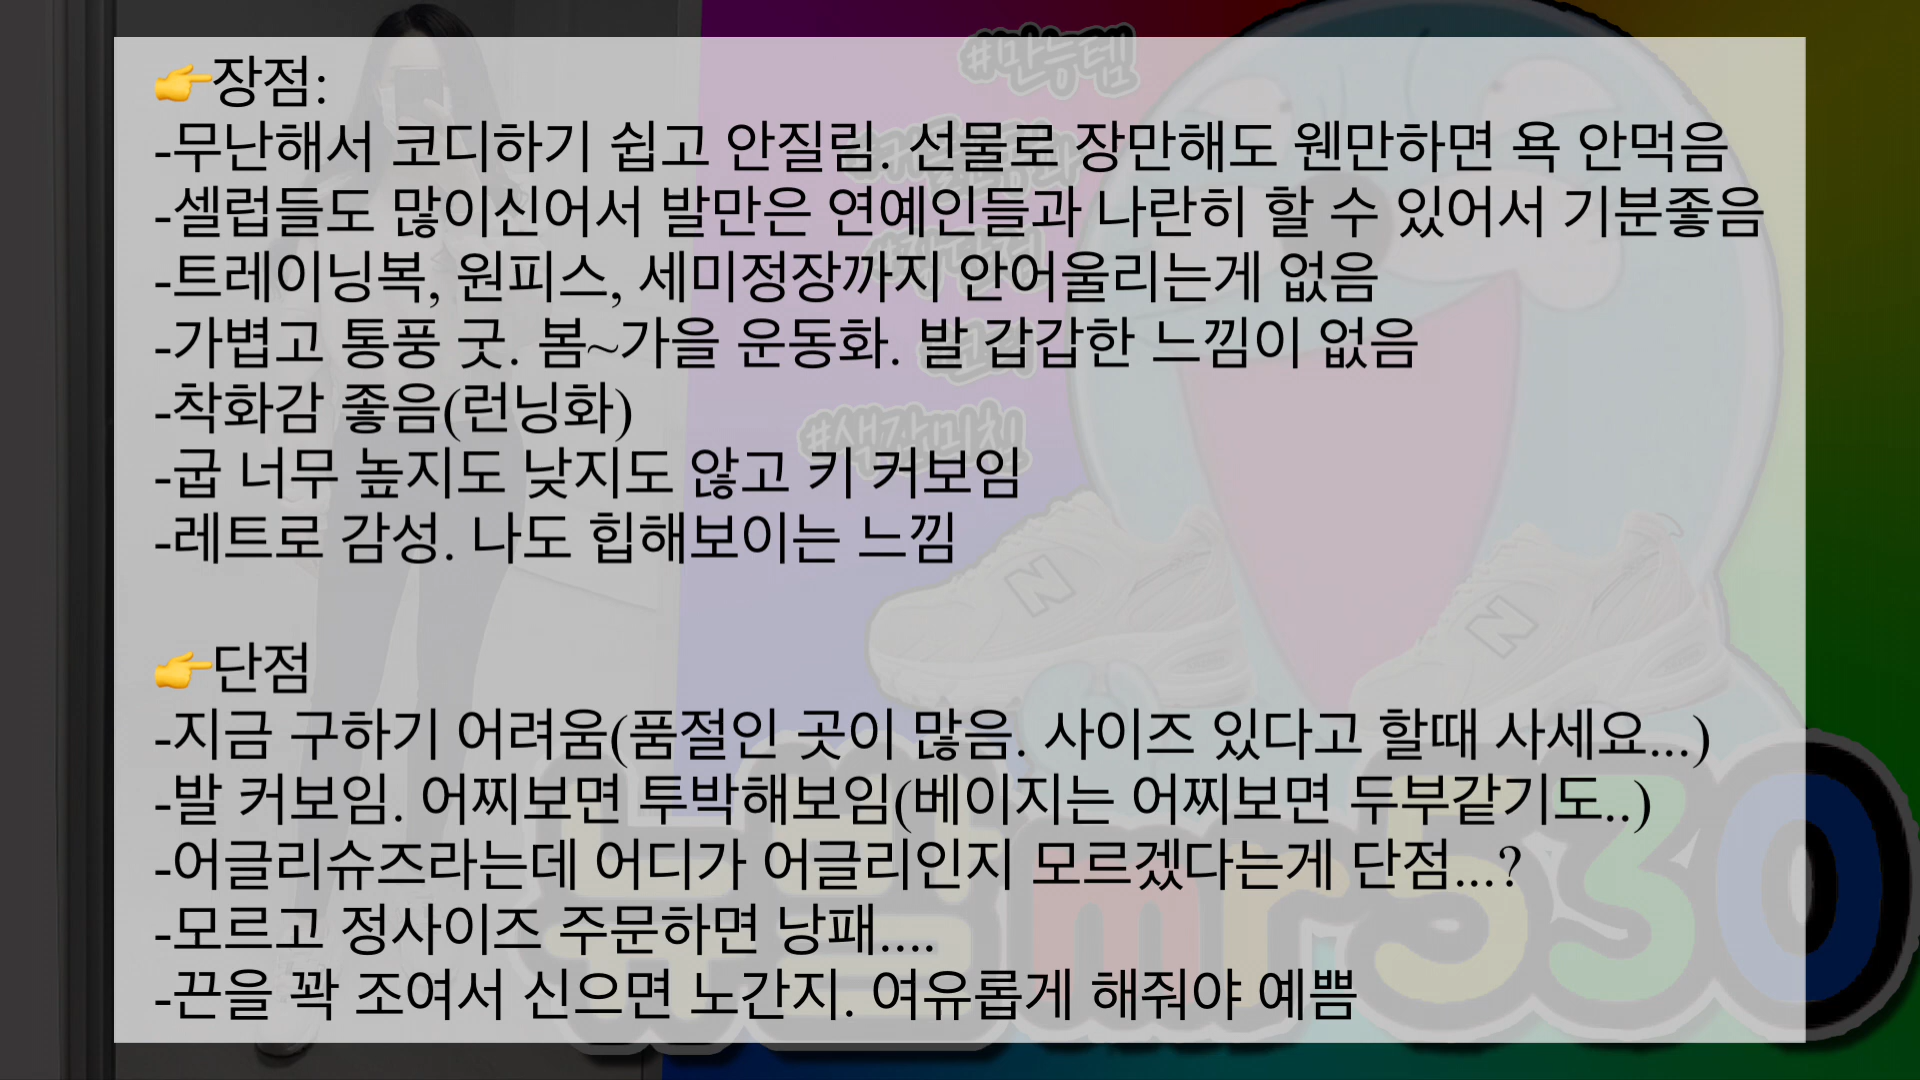 👉장점:
-무난해서 코디하기 쉽고 안질림. 선물로 장만해도 웬만하면 욕 안먹음
-셀럽들도 많이신어서 발만은 연예인들과 나란히 할 수 있어서 기분좋음
-트레이닝복, 원피스, 세미정장까지 안어울리는게 없음
-가볍고 통풍 굿. 봄~가을 운동화. 발 갑갑한 느낌이 없음
-착화감 좋음(런닝화)
-굽 너무 높지도 낮지도 않고 키 커보임
-레트로 감성. 나도 힙해보이는 느낌
👉단점
-지금 구하기 어려움(품절인 곳이 많음. 사이즈 있다고 할때 사세요...)
-발 커보임. 어찌보면 투박해보임(베이지는 어찌보면 두부같기도..)
-어글리슈즈라는데 어디가 어글리인지 모르겠다는게 단점...?
-모르고 정사이즈 주문하면 낭패....
-끈을 꽉 조여서 신으면 노간지. 여유롭게 해줘야 예쁨
#만능템
N
N
뉴발 mr530